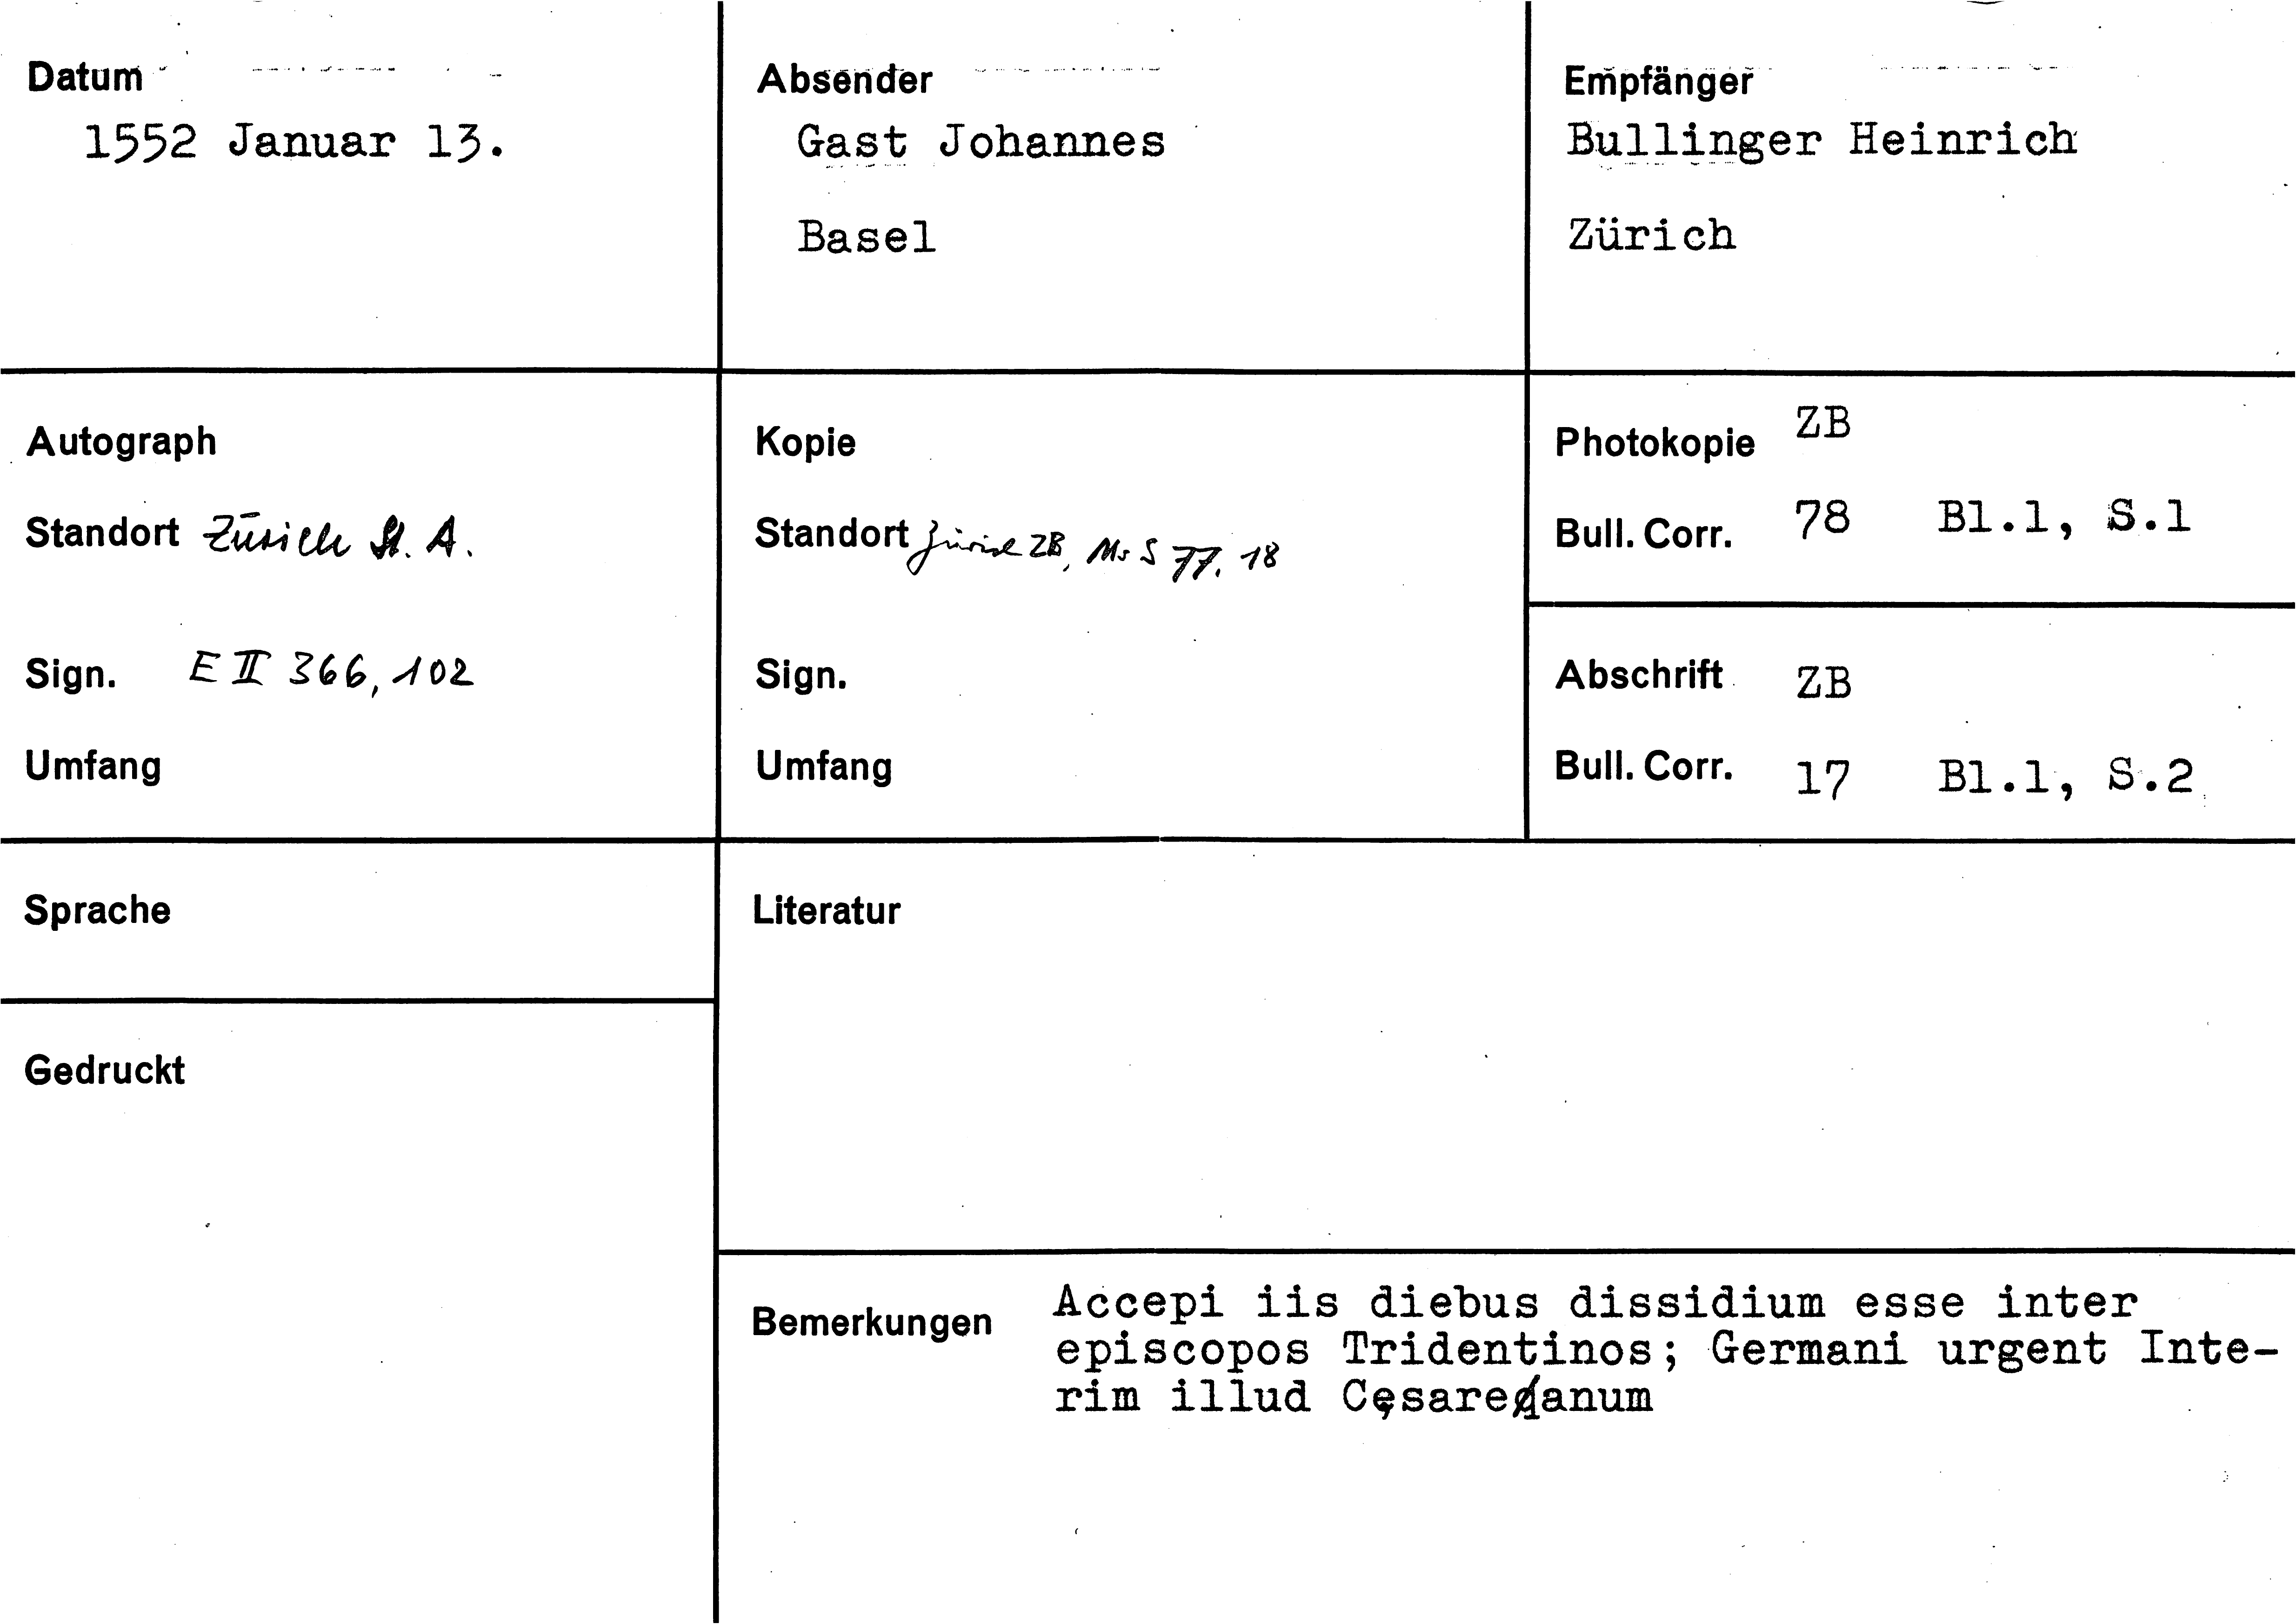 Datum
1552 Januar 13.
Absender
Gast Johannes
Basel
Empfänger
Bullinger Heinrich
Zürich
Autograph
Standort Zürich St. A.
Sign. E II 366, 102
Umfang
Kopie
Standort Zürich ZB, Ms S 77, 18
Sign.
Umfang
Photokopie ZB
Bull. Corr. 78 Bl.1, S.1
Abschrift ZB
Bull. Corr. 17 Bl.1, S.2
Sprache
Gedruckt
Literatur
Bemerkungen
Accepi iis diebus dissidium esse inter
episcopos Tridentinos; Germani urgent Inte-
rim illud